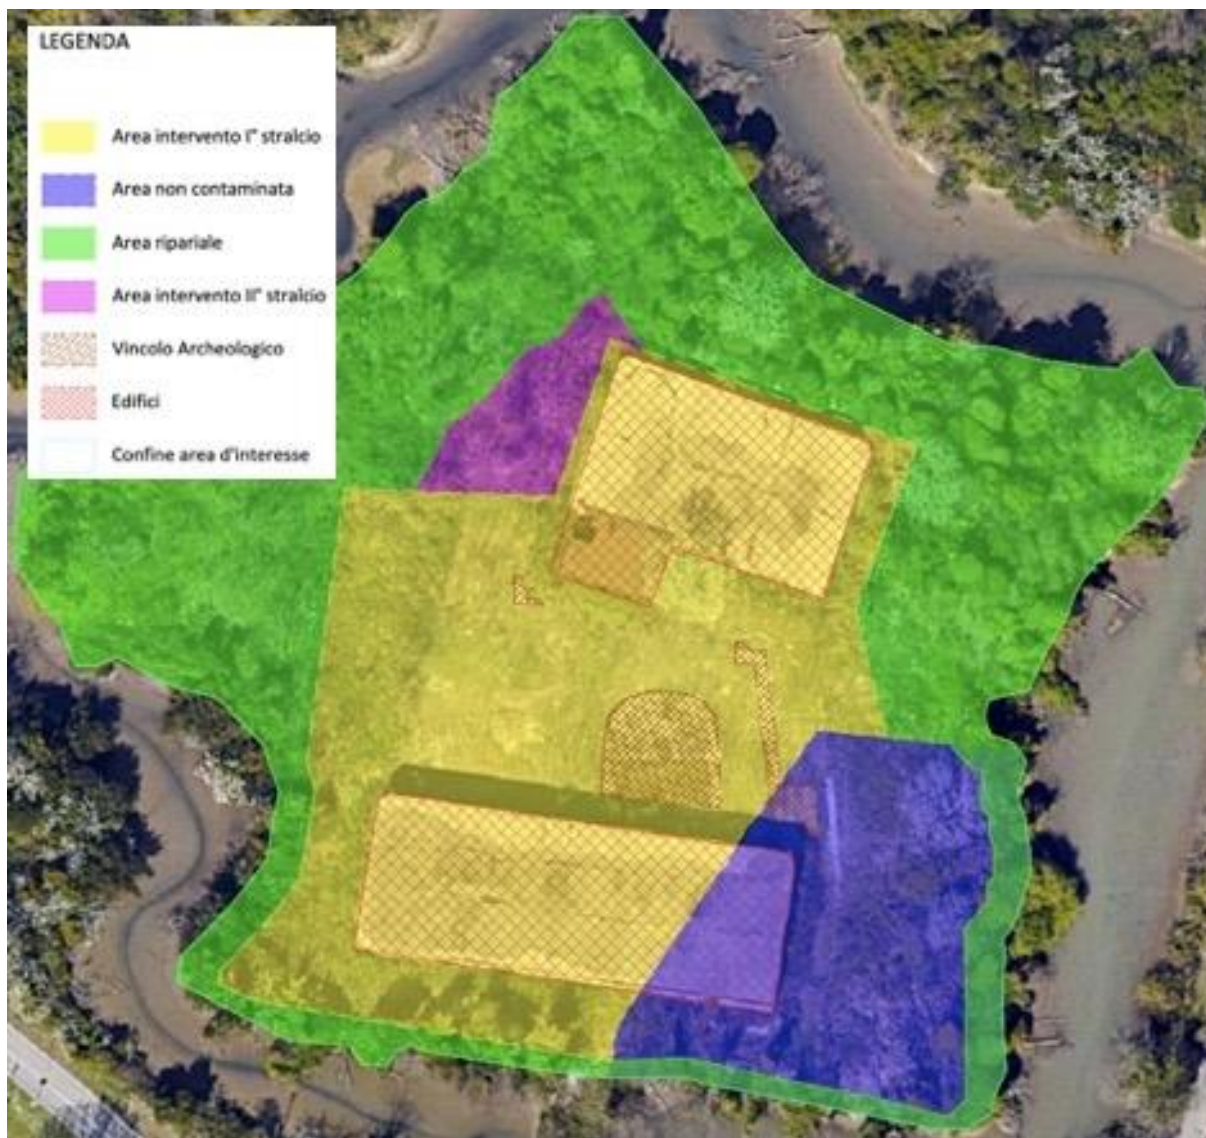 LEGENDA
Area intervento I° stralcio
Area non contaminata
Area ripariale
Area intervento II° stralcio
Vincolo Archeologico
Edifici
Confine area d'interesse